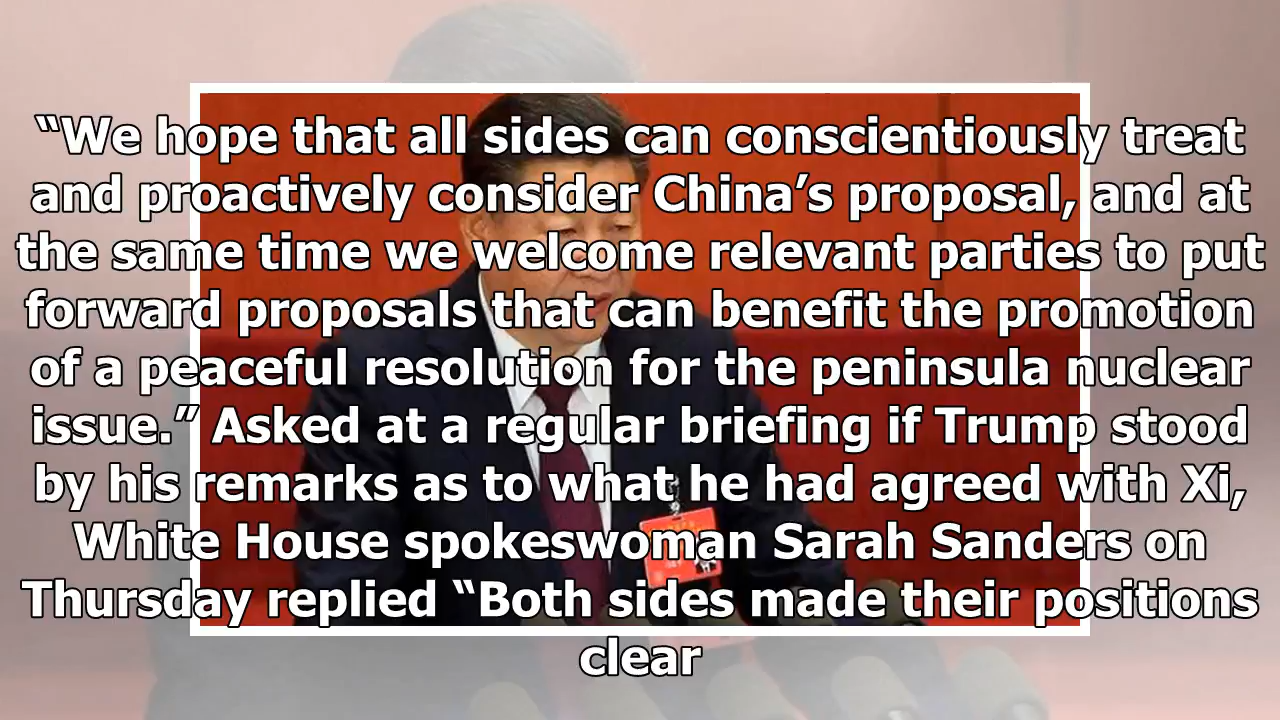 “We hope that all sides can conscientiously treat
and proactively consider China’s proposal, and at
the same time we welcome relevant parties to put
forward proposals that can benefit the promotion
of a peaceful resolution for the peninsula nuclear
issue.” Asked at a regular briefing if Trump stood
by his remarks as to what he had agreed with Xi,
White House spokeswoman Sarah Sanders on
Thursday replied “Both sides made their positions
clear